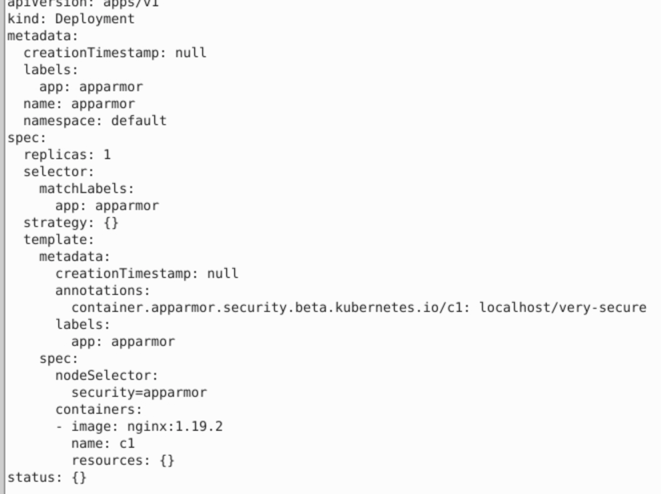 apiVersion: apps/v1
kind: Deployment
metadata:
  creationTimestamp: null
  labels:
    app: apparmor
  name: apparmor
  namespace: default
spec:
  replicas: 1
  selector:
    matchLabels:
      app: apparmor
  strategy: {}
  template:
    metadata:
      creationTimestamp: null
      annotations:
        container.apparmor.security.beta.kubernetes.io/c1: localhost/very-secure
      labels:
        app: apparmor
    spec:
      nodeSelector:
        security=apparmor
      containers:
      - image: nginx:1.19.2
        name: c1
        resources: {}
status: {}